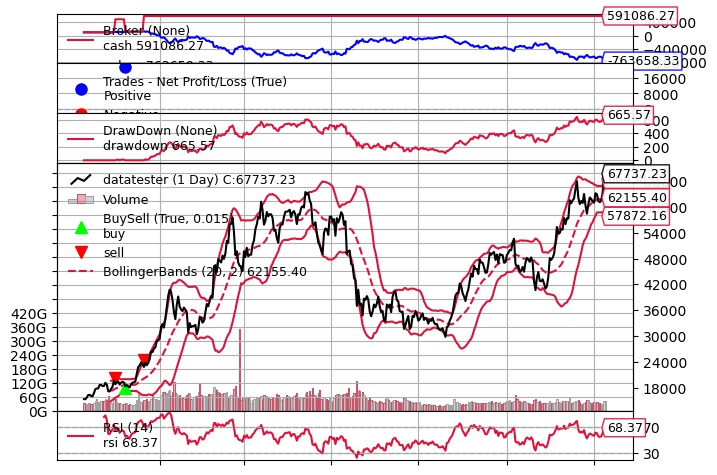 591086.27
Broker (None)
cash 591086.27
0
−400000
-763658.33
Trades - Net Profit/Loss (True)
Positive
16000
8000
665.57
DrawDown (None)
drawdown 665.57
600
400
200
0
67737.23
datatester (1 Day) C:67737.23
62155.40
Volume
57872.16
BuySell (True, 0.015)
buy
54000
sell
48000
BollingerBands (20, 2) 62155.40
42000
36000
30000
24000
18000
420G
360G
300G
240G
180G
120G
60G
0G
RSI (14)
rsi 68.37
68.37
70
30